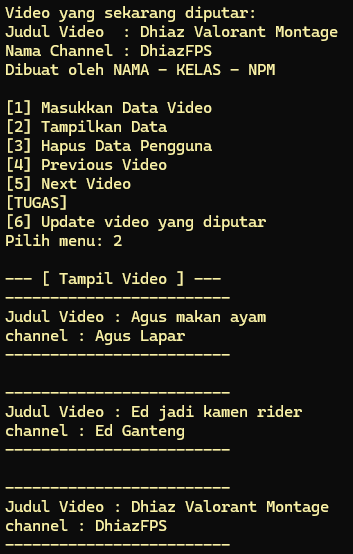 Video yang sekarang diputar:
Judul Video  : Dhiaz Valorant Montage
Nama Channel : DhiazFPS
Dibuat oleh NAMA - KELAS - NPM

[1] Masukkan Data Video
[2] Tampilkan Data
[3] Hapus Data Pengguna
[4] Previous Video
[5] Next Video
[TUGAS]
[6] Update video yang diputar
Pilih menu: 2

--- [ Tampil Video ] ---
-------------------------
Judul Video : Agus makan ayam
channel : Agus Lapar
-------------------------

-------------------------
Judul Video : Ed jadi kamen rider
channel : Ed Ganteng
-------------------------

-------------------------
Judul Video : Dhiaz Valorant Montage
channel : DhiazFPS
-------------------------